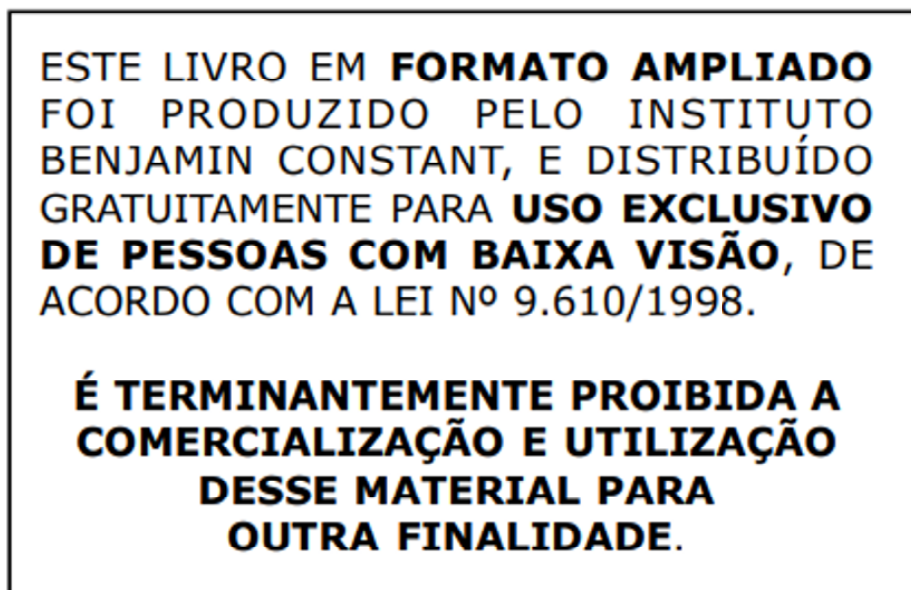 ESTE LIVRO EM FORMATO AMPLIADO
FOI PRODUZIDO PELO INSTITUTO
BENJAMIN CONSTANT, E DISTRIBUÍDO
GRATUITAMENTE PARA USO EXCLUSIVO
DE PESSOAS COM BAIXA VISÃO, DE
ACORDO COM A LEI Nº 9.610/1998.
É TERMINANTEMENTE PROIBIDA A
COMERCIALIZAÇÃO E UTILIZAÇÃO
DESSE MATERIAL PARA
OUTRA FINALIDADE.